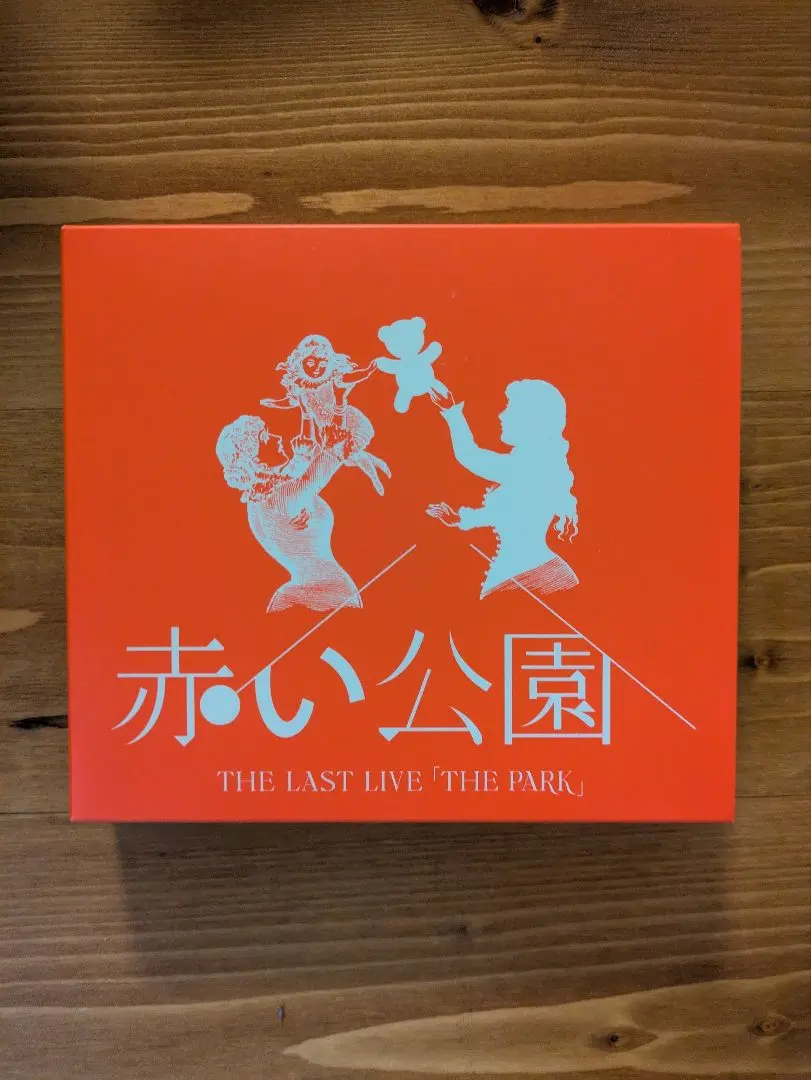 赤い公園
THE LAST LIVE「THE PARK」